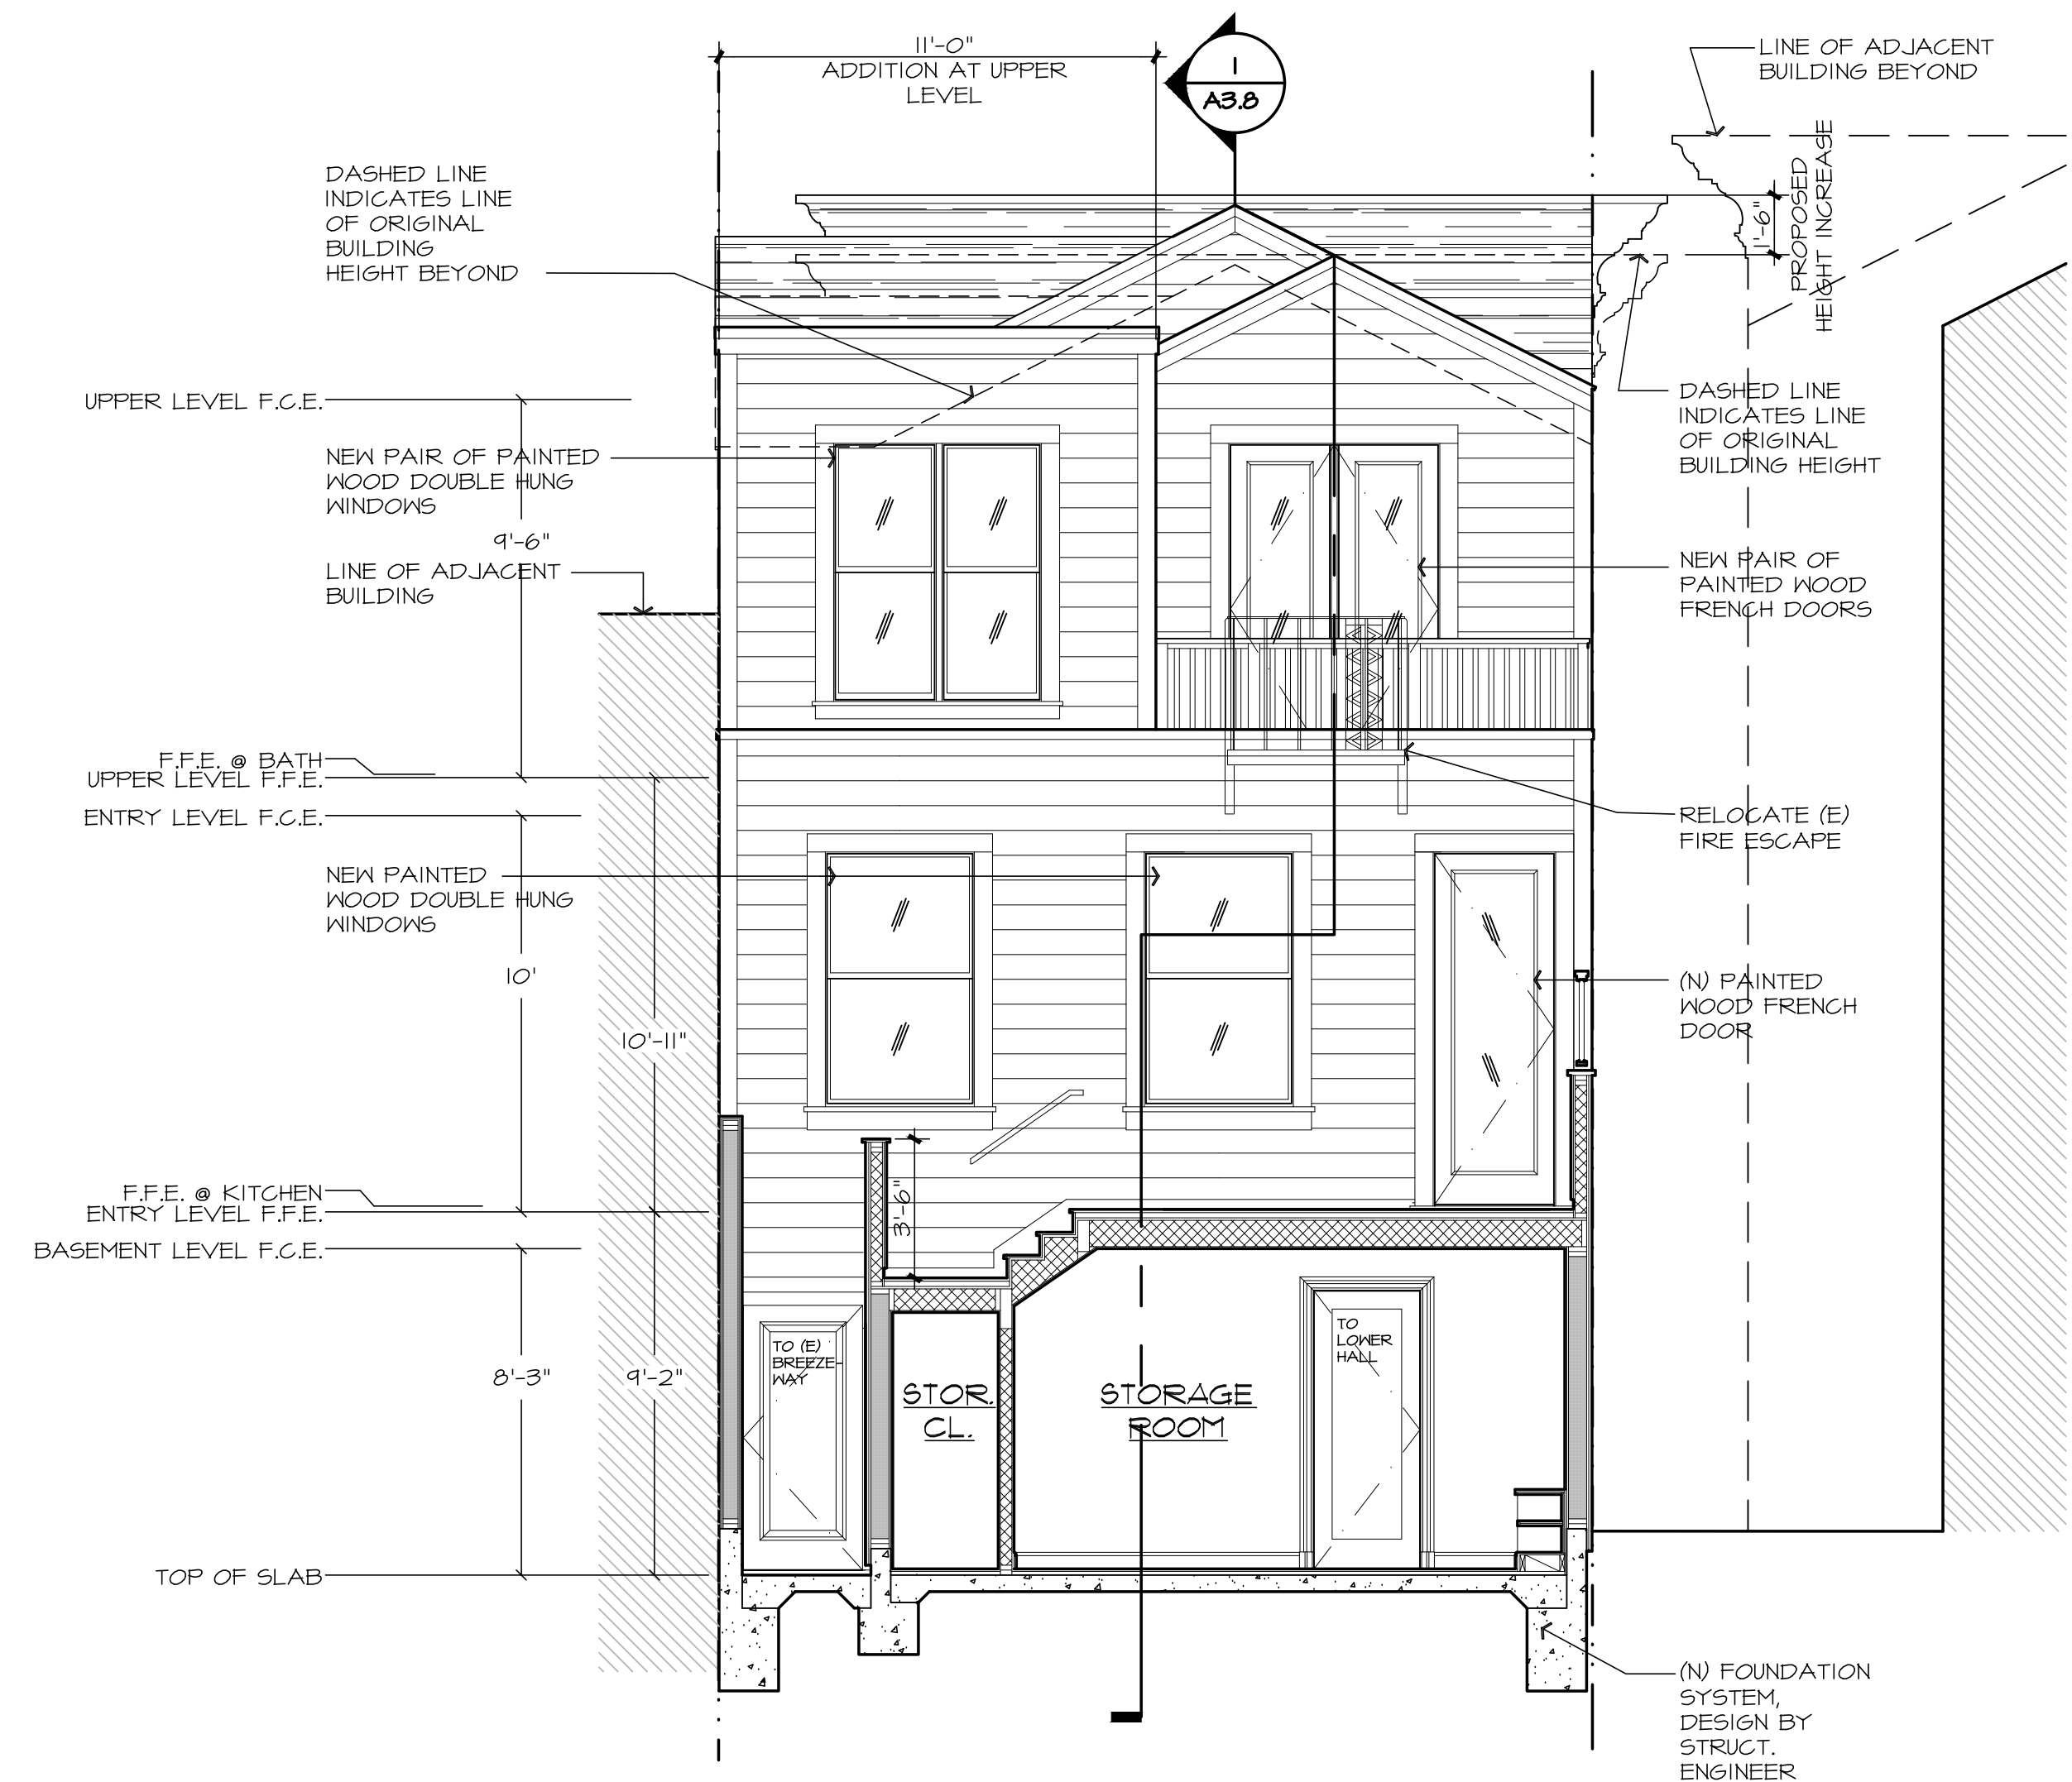 11'-0"
ADDITION AT UPPER
LEVEL
1
A3.8
LINE OF ADJACENT
BUILDING BEYOND
DASHED LINE
INDICATES LINE
OF ORIGINAL
BUILDING
HEIGHT BEYOND
1'-6"
PROPOSED
HEIGHT INCREASE
UPPER LEVEL F.C.E.
DASHED LINE
INDICATES LINE
OF ORIGINAL
BUILDING HEIGHT
NEW PAIR OF PAINTED
WOOD DOUBLE HUNG
WINDOWS
9'-6"
LINE OF ADJACENT
BUILDING
NEW PAIR OF
PAINTED WOOD
FRENCH DOORS
F.F.E. @ BATH
UPPER LEVEL F.F.E.
ENTRY LEVEL F.C.E.
RELOCATE (E)
FIRE ESCAPE
NEW PAINTED
WOOD DOUBLE HUNG
WINDOWS
10'
10'-11"
(N) PAINTED
WOOD FRENCH
DOOR
F.F.E. @ KITCHEN
ENTRY LEVEL F.F.E.
BASEMENT LEVEL F.C.E.
3'-6"
8'-3"
9'-2"
TO (E)
BREEZE-
WAY
STOR.
CL.
STORAGE
ROOM
TO
LOWER
HALL
TOP OF SLAB
(N) FOUNDATION
SYSTEM,
DESIGN BY
STRUCT.
ENGINEER